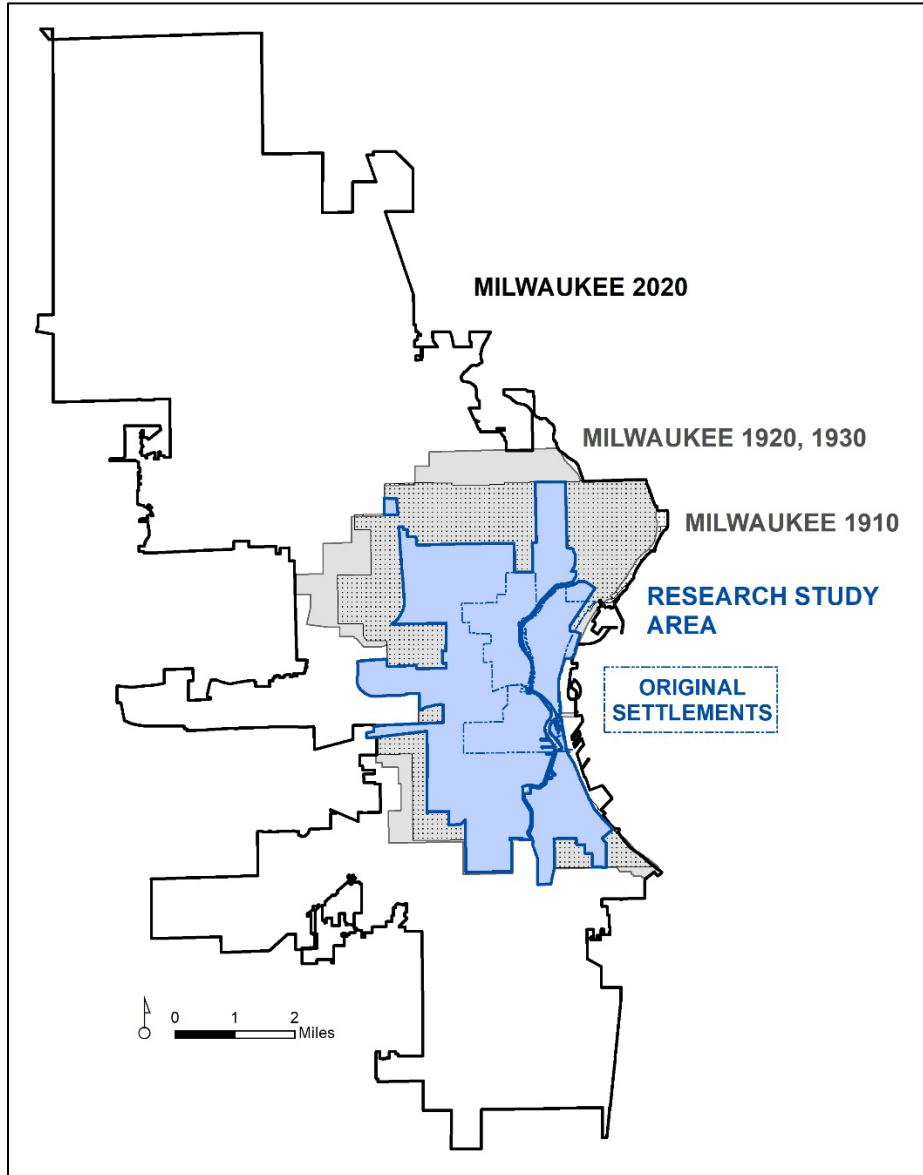 MILWAUKEE 2020
MILWAUKEE 1920, 1930
MILWAUKEE 1910
RESEARCH STUDY
AREA
ORIGINAL
SETTLEMENTS
0 1 2
Miles